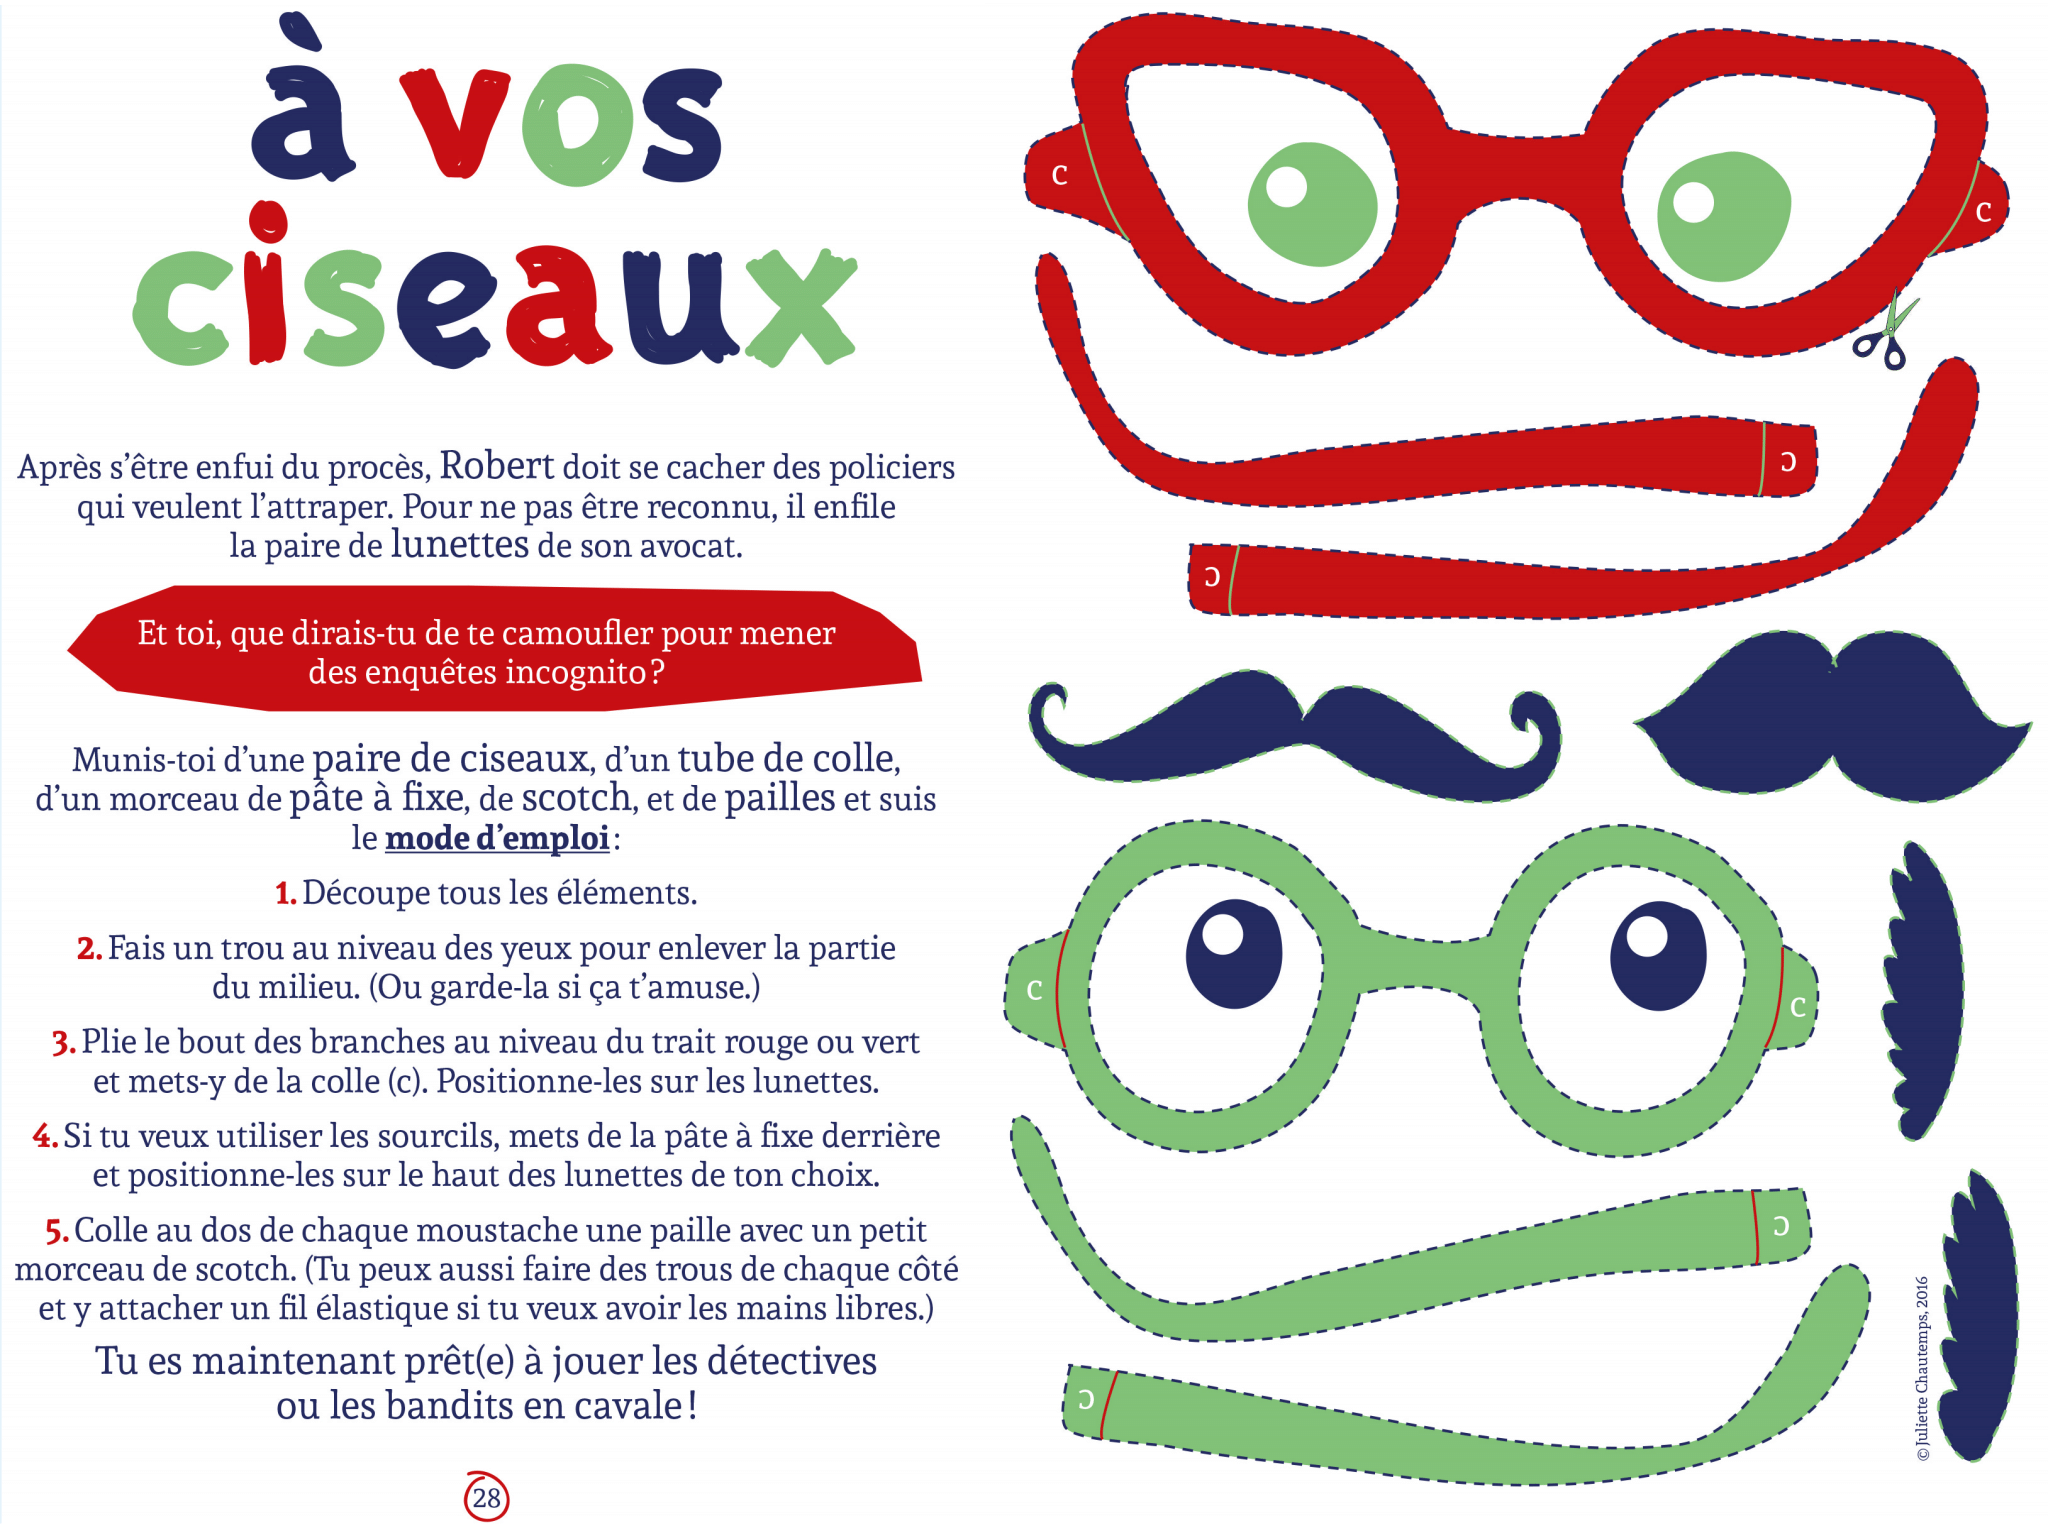 à vos
ciseaux
Après s’être enfui du procès, Robert doit se cacher des policiers
qui veulent l’attraper. Pour ne pas être reconnu, il enfile
la paire de lunettes de son avocat.
Et toi, que dirais-tu de te camoufler pour mener
des enquêtes incognito ?
Munis-toi d’une paire de ciseaux, d’un tube de colle,
d’un morceau de pâte à fixe, de scotch, et de pailles et suis
le mode d’emploi :
1. Découpe tous les éléments.
2. Fais un trou au niveau des yeux pour enlever la partie
du milieu. (Ou garde-la si ça t’amuse.)
3. Plie le bout des branches au niveau du trait rouge ou vert
et mets-y de la colle (c). Positionne-les sur les lunettes.
4. Si tu veux utiliser les sourcils, mets de la pâte à fixe derrière
et positionne-les sur le haut des lunettes de ton choix.
5. Colle au dos de chaque moustache une paille avec un petit
morceau de scotch. (Tu peux aussi faire des trous de chaque côté
et y attacher un fil élastique si tu veux avoir les mains libres.)
Tu es maintenant prêt(e) à jouer les détectives
ou les bandits en cavale !
28
c
c
c
c
c
c
c
c
© Juliette Chautemps, 2016